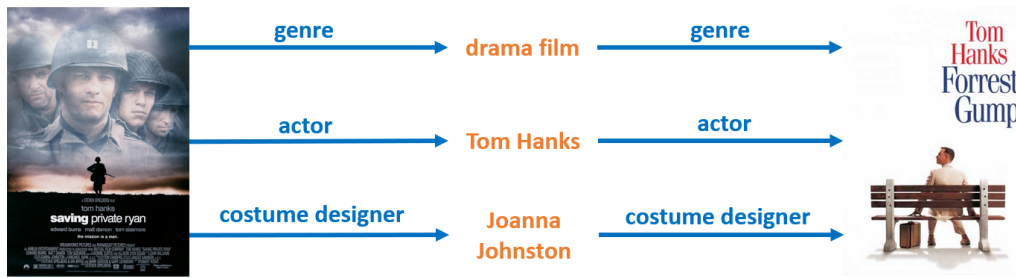 genre
drama film
genre
actor
Tom Hanks
actor
costume designer
Joanna
Johnston
costume designer
tom hanks
saving private ryan
edward burns matt damon tom sizemore
the mission is a man.
Tom
Hanks
Forrest
Gump